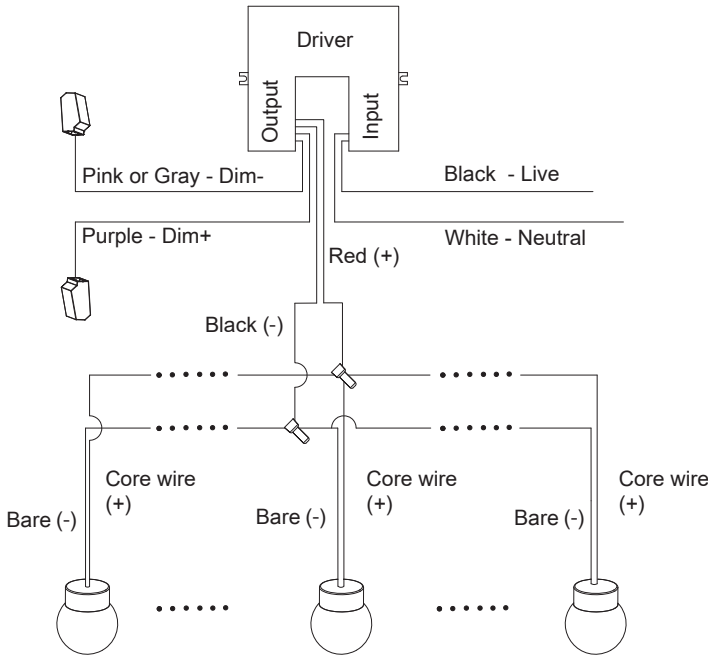 Driver
Output
Input
Pink or Gray - Dim-
Black - Live
Purple - Dim+
White - Neutral
Red (+)
Black (-)
Core wire
(+)
Core wire
(+)
Core wire
(+)
Bare (-)
Bare (-)
Bare (-)